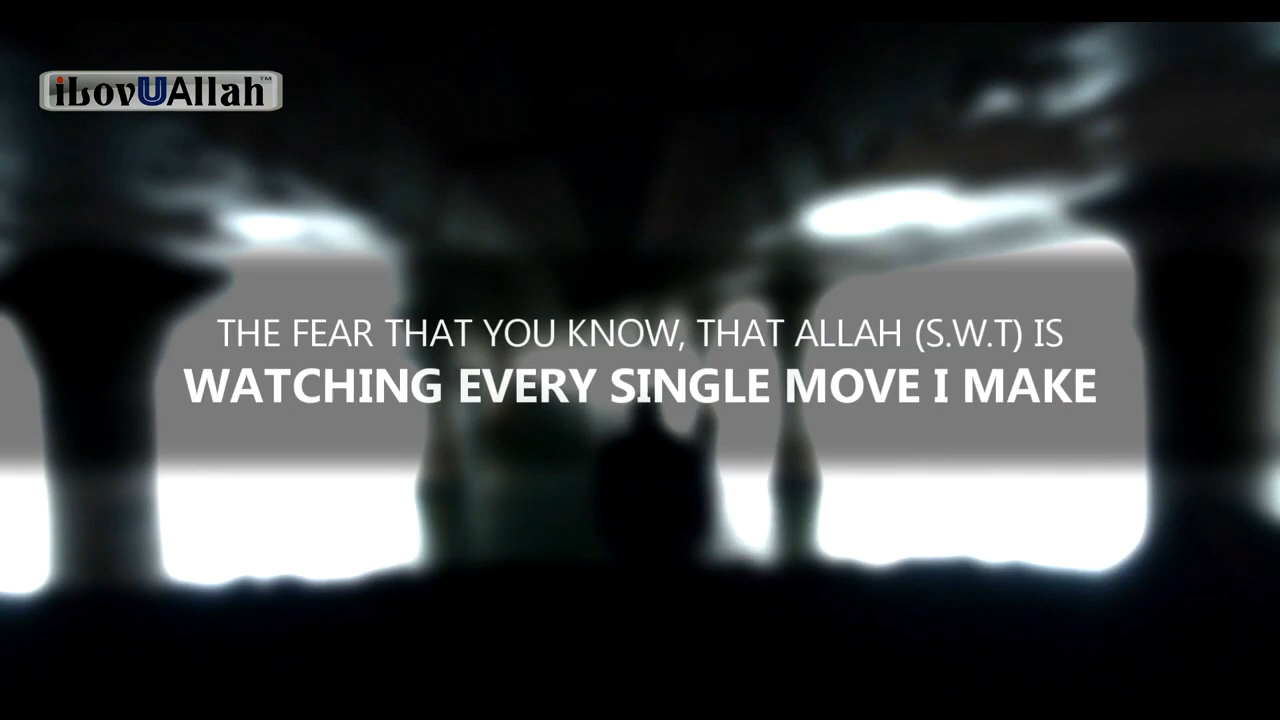 iLovUAllah™
THE FEAR THAT YOU KNOW, THAT ALLAH (S.W.T) IS
WATCHING EVERY SINGLE MOVE I MAKE